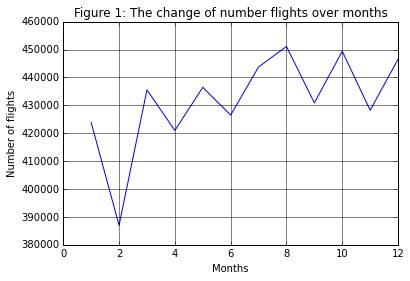 Figure 1: The change of number flights over months
460000
450000
440000
430000
420000
410000
400000
390000
380000
Number of flights
0 2 4 6 8 10 12
Months